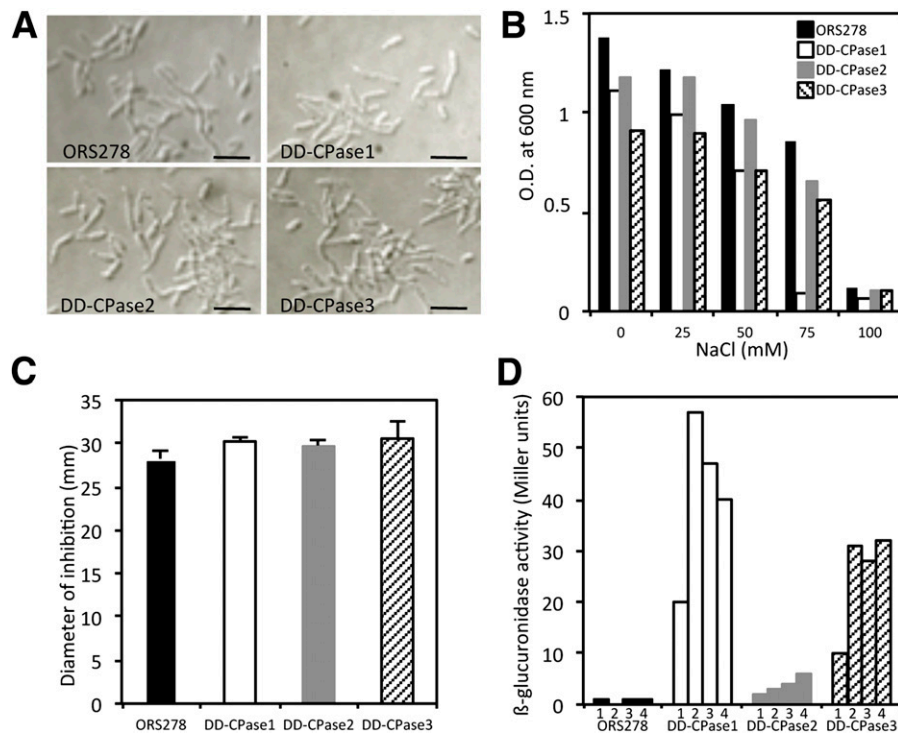 A
ORS278
DD-CPase1
DD-CPase2
DD-CPase3
B
O.D. at 600 nm
1.5
1
0.5
0
ORS278
DD-CPase1
DD-CPase2
DD-CPase3
0 25 50 75 100
NaCl (mM)
C
Diameter of inhibition (mm)
35
30
25
20
15
10
5
0
ORS278 DD-CPase1 DD-CPase2 DD-CPase3
D
ß-glucuronidase activity (Miller units)
60
50
40
30
20
10
0
1 2 3 4 1 2 3 4 1 2 3 4 1 2 3 4
ORS278 DD-CPase1 DD-CPase2 DD-CPase3